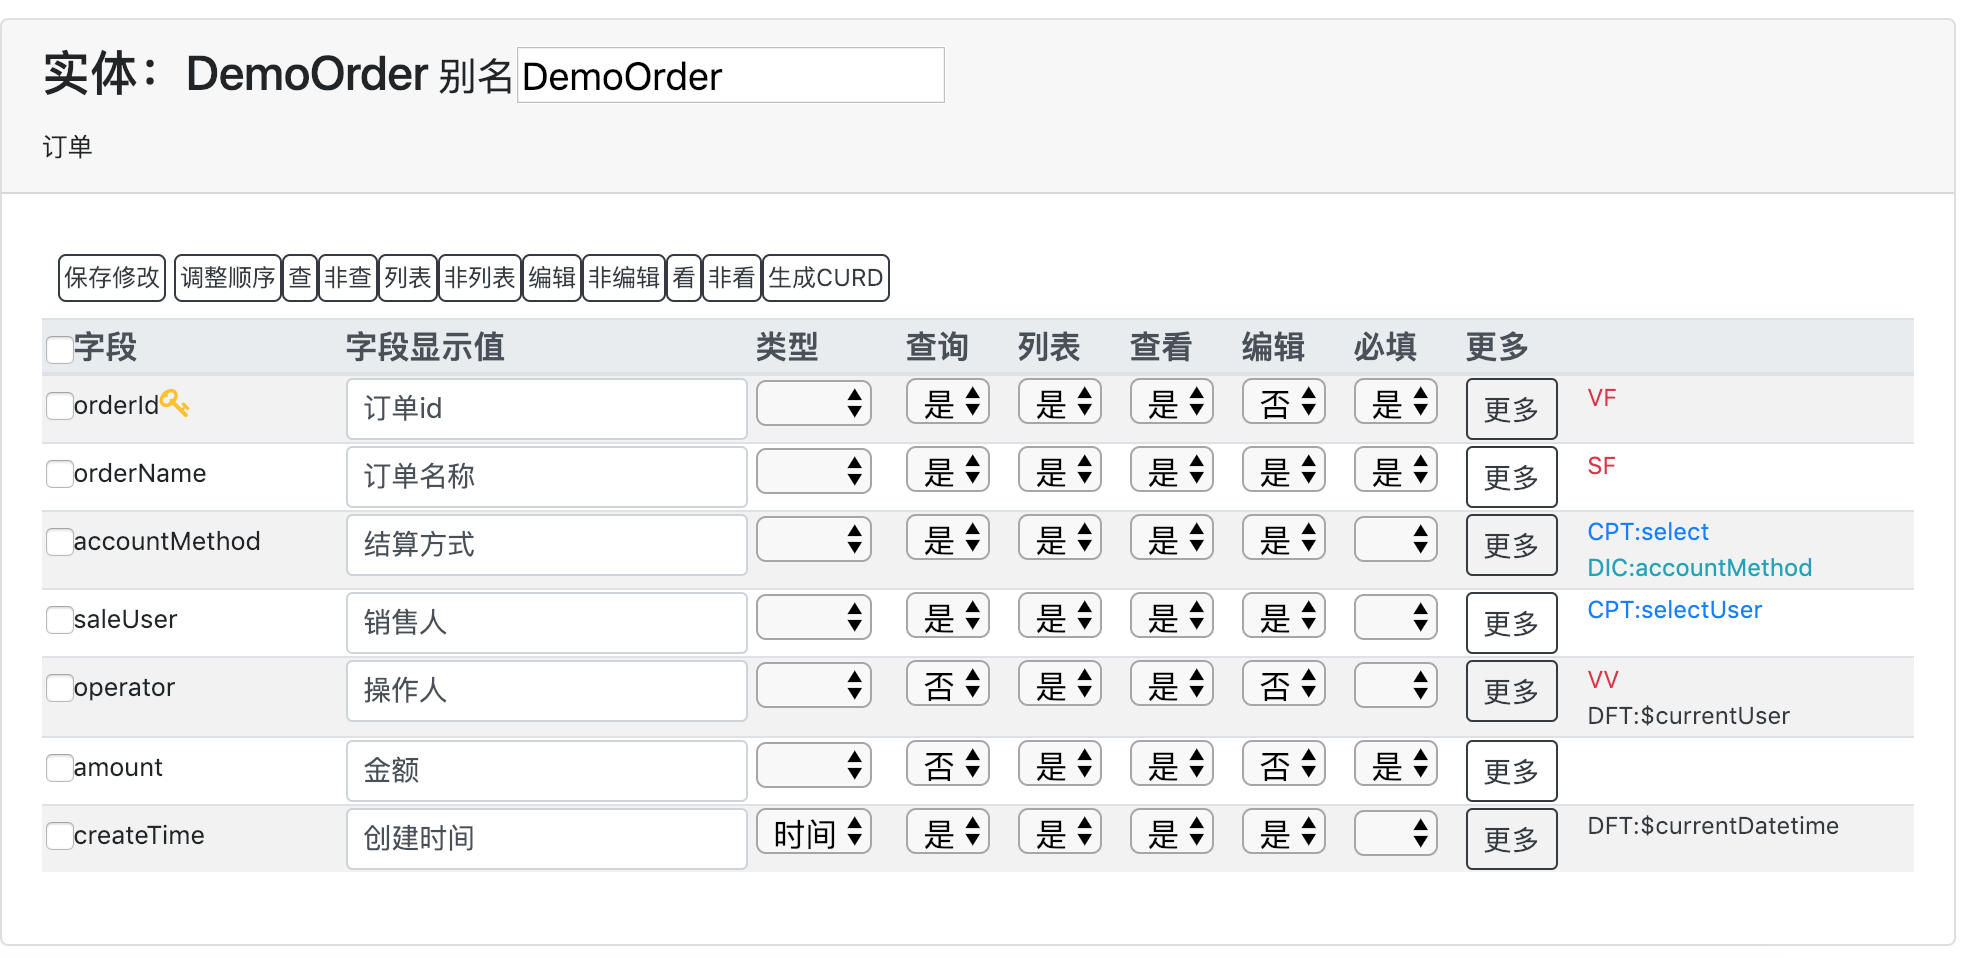 实体：DemoOrder 别名 DemoOrder
订单
保存修改 调整顺序 查 非查 列表 非列表 编辑 非编辑 看 非看 生成CURD
字段 字段显示值 类型 查询 列表 查看 编辑 必填 更多
orderId 订单id 是 是 是 否 是 更多 VF
orderName 订单名称 是 是 是 是 是 更多 SF
accountMethod 结算方式 是 是 是 是 更多 CPT:select
DIC:accountMethod
saleUser 销售人 是 是 是 是 更多 CPT:selectUser
operator 操作人 否 是 是 否 更多 VV
DFT:$currentUser
amount 金额 否 是 是 否 是 更多
createTime 创建时间 时间 是 是 是 是 更多 DFT:$currentDatetime